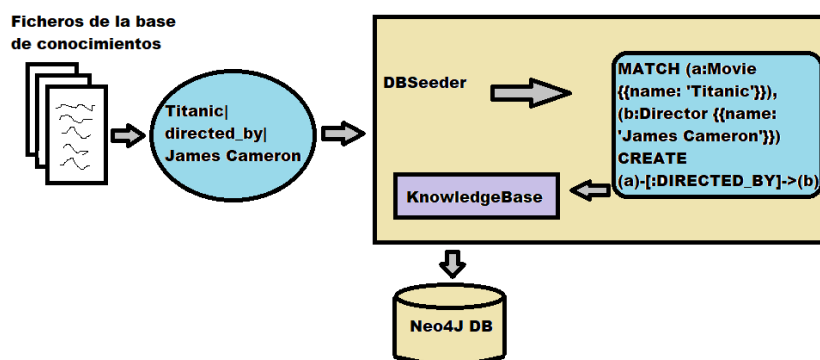 Ficheros de la base
de conocimientos
Titanic|
directed_by|
James Cameron
DBSeeder
MATCH (a:Movie
{{name: 'Titanic'}}),
(b:Director {{name:
'James Cameron'}})
CREATE
(a)-[:DIRECTED_BY]->(b)
KnowledgeBase
Neo4J DB